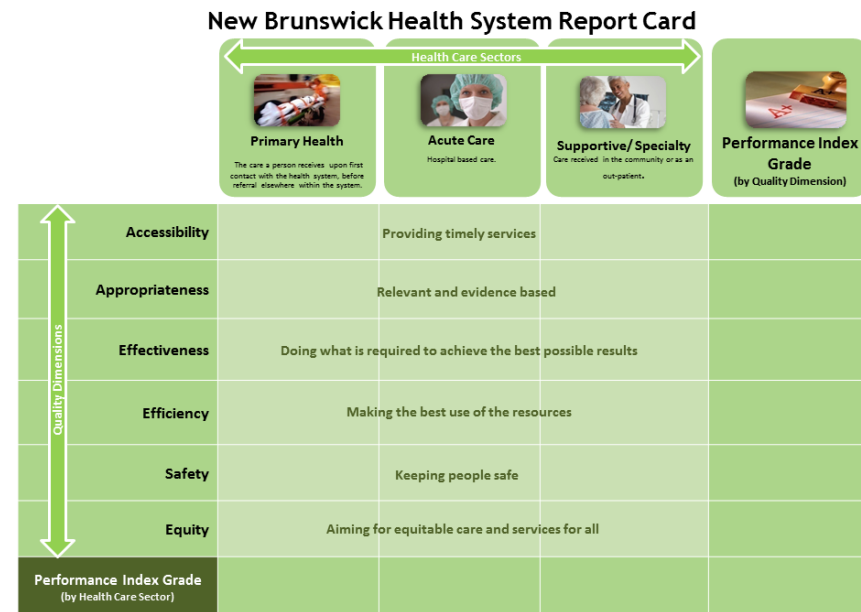 New Brunswick Health System Report Card
Health Care Sectors
Primary Health
The care a person receives upon first
contact with the health system, before
referral elsewhere within the system.
Acute Care
Hospital based care.
Supportive/ Specialty
Care received in the community or as an
out-patient.
A+
Performance Index
Grade
(by Quality Dimension)
Quality Dimensions
Accessibility
Providing timely services
Appropriateness
Relevant and evidence based
Effectiveness
Doing what is required to achieve the best possible results
Efficiency
Making the best use of the resources
Safety
Keeping people safe
Equity
Aiming for equitable care and services for all
Performance Index Grade
(by Health Care Sector)